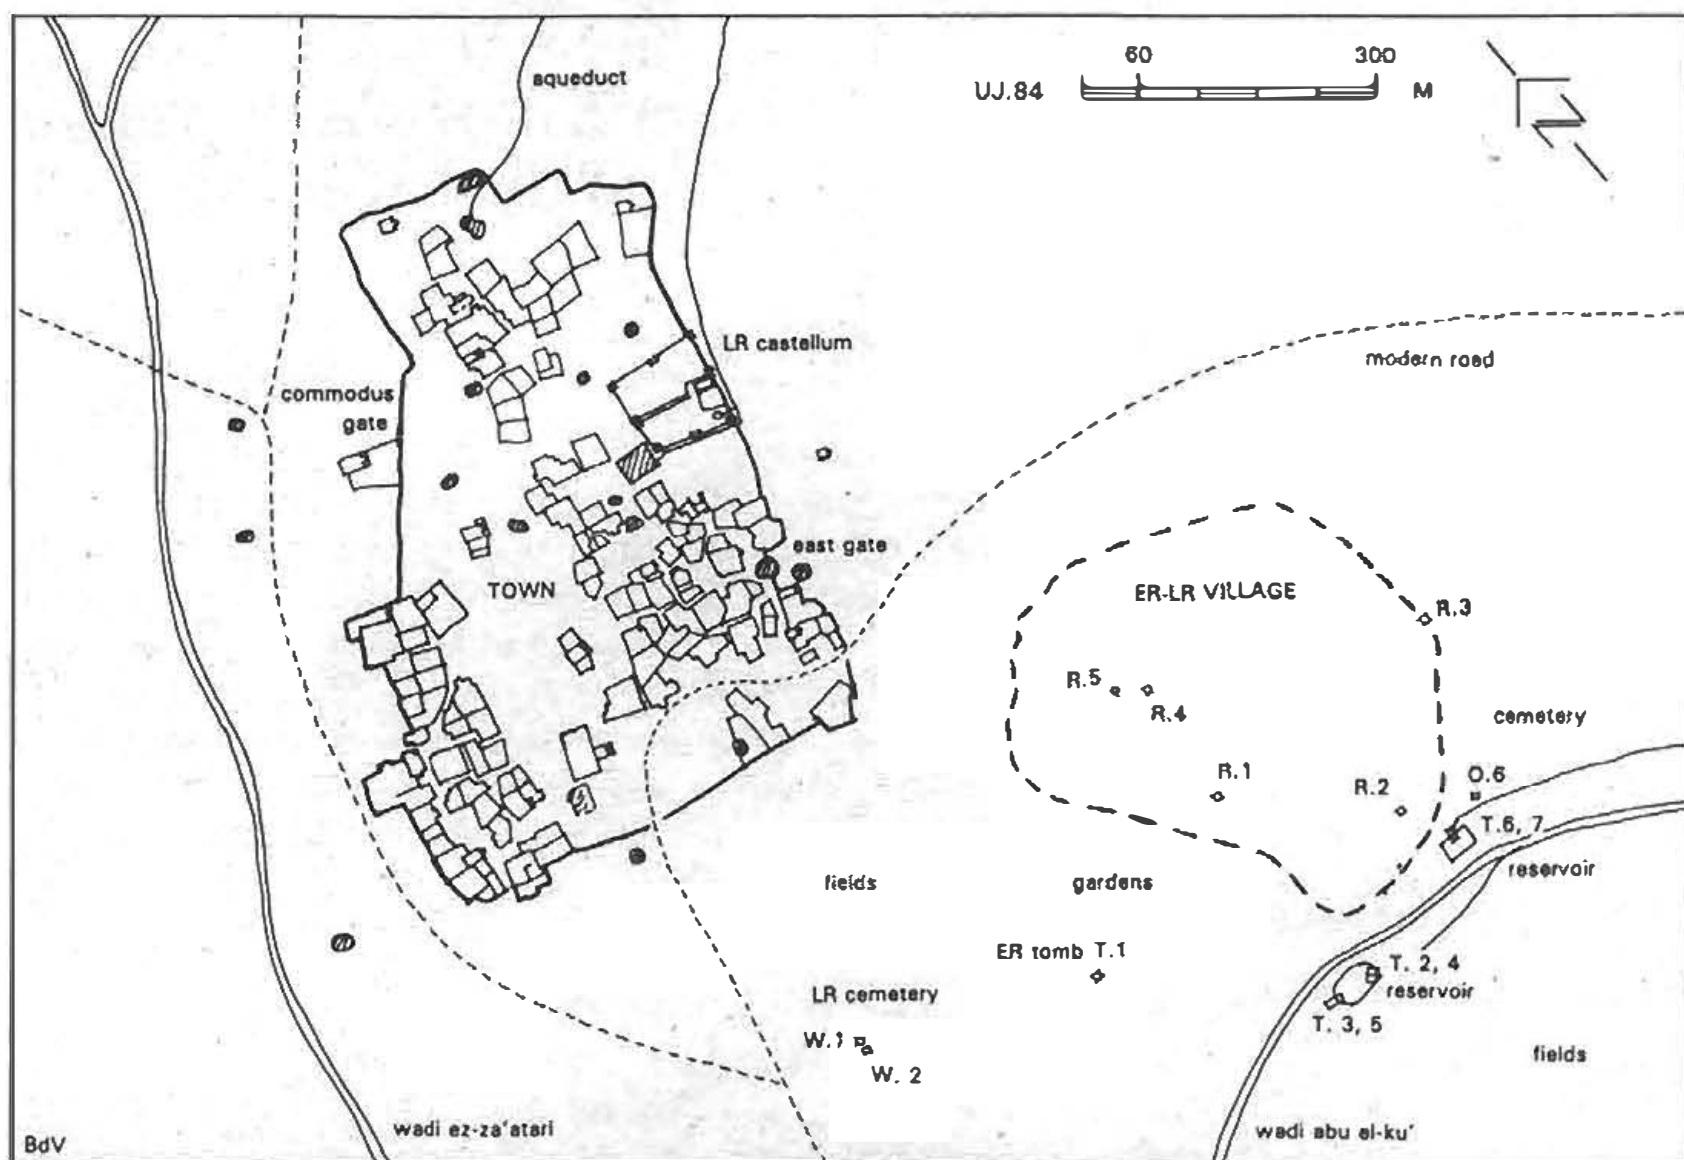 aqueduct
60 300
UJ.84 M
LR castellum
modern road
commodus
gate
east gate
TOWN
ER-LR VILLAGE
R.3
R.5
R.4
cemetery
R.1
R.2
O.6
T.6, 7
reservoir
fields
gardens
ER tomb T.1
T. 2, 4
reservoir
LR cemetery
T. 3, 5
W.1
W. 2
fields
wadi ez-za'atari
wadi abu el-ku'
BdV